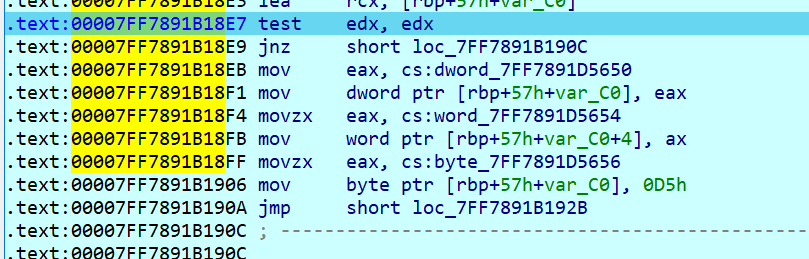 .text:00007FF7891B18E3 lea     rcx, [rbp+57h+var_C0]
.text:00007FF7891B18E7 test    edx, edx
.text:00007FF7891B18E9 jnz     short loc_7FF7891B190C
.text:00007FF7891B18EB mov     eax, cs:dword_7FF7891D5650
.text:00007FF7891B18F1 mov     dword ptr [rbp+57h+var_C0], eax
.text:00007FF7891B18F4 movzx   eax, cs:word_7FF7891D5654
.text:00007FF7891B18FB mov     word ptr [rbp+57h+var_C0+4], ax
.text:00007FF7891B18FF movzx   eax, cs:byte_7FF7891D5656
.text:00007FF7891B1906 mov     byte ptr [rbp+57h+var_C0], 0D5h
.text:00007FF7891B190A jmp     short loc_7FF7891B192B
.text:00007FF7891B190C ; ---------------------------------------------
.text:00007FF7891B190C